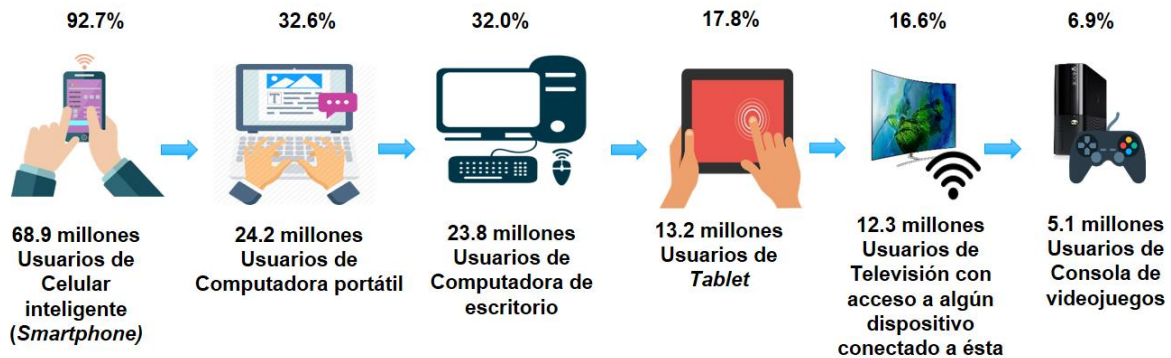 92.7%
32.6%
32.0%
17.8%
16.6%
6.9%
68.9 millones
Usuarios de
Celular
inteligente
(Smartphone)
24.2 millones
Usuarios de
Computadora portátil
23.8 millones
Usuarios de
Computadora de
escritorio
13.2 millones
Usuarios de
Tablet
12.3 millones
Usuarios de
Televisión con
acceso a algún
dispositivo
conectado a ésta
5.1 millones
Usuarios de
Consola de
videojuegos